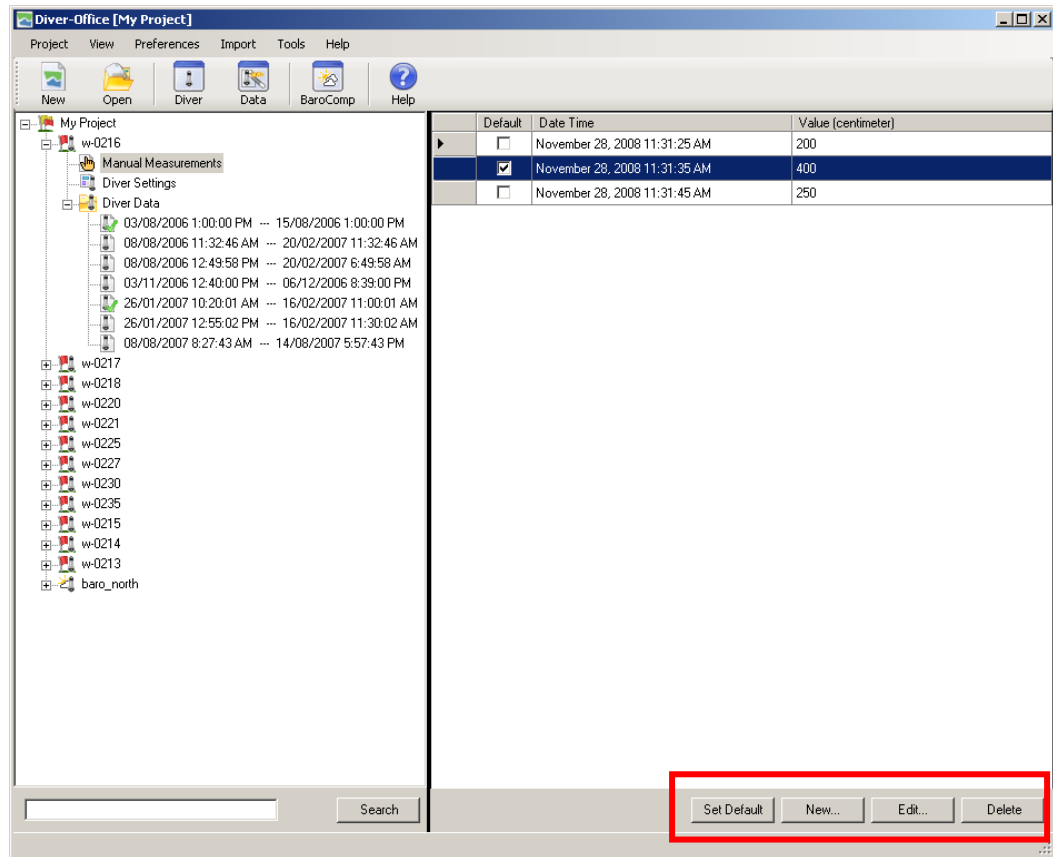 Diver-Office [My Project]
Project View Preferences Import Tools Help
New Open Diver Data BaroComp Help
My Project
w-0216
Manual Measurements
Diver Settings
Diver Data
03/08/2006 1:00:00 PM --- 15/08/2006 1:00:00 PM
08/08/2006 11:32:46 AM --- 20/02/2007 11:32:46 AM
08/08/2006 12:49:58 PM --- 20/02/2007 6:49:58 AM
03/11/2006 12:40:00 PM --- 06/12/2006 8:39:00 PM
26/01/2007 10:20:01 AM --- 16/02/2007 11:00:01 AM
26/01/2007 12:55:02 PM --- 16/02/2007 11:30:02 AM
08/08/2007 8:27:43 AM --- 14/08/2007 5:57:43 PM
w-0217
w-0218
w-0220
w-0221
w-0225
w-0227
w-0230
w-0235
w-0215
w-0214
w-0213
baro_north
Search
Default Date Time Value (centimeter)
November 28, 2008 11:31:25 AM 200
November 28, 2008 11:31:35 AM 400
November 28, 2008 11:31:45 AM 250
Set Default New... Edit... Delete